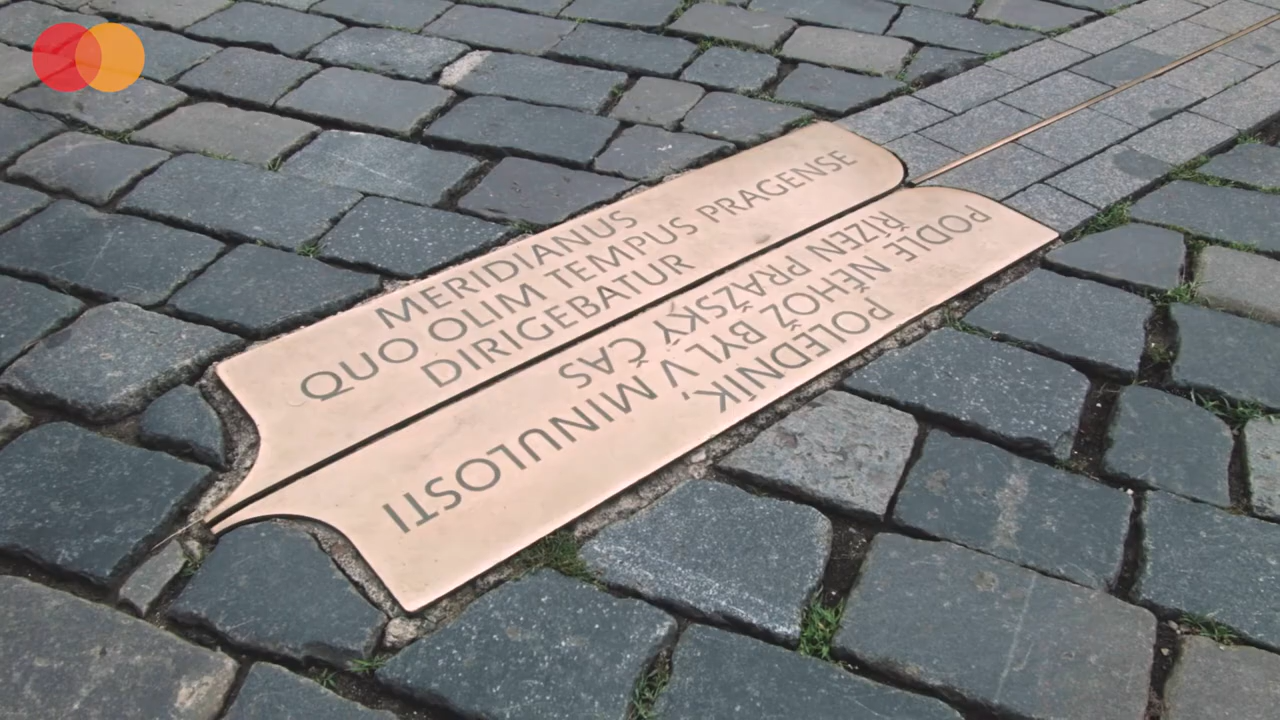 MERIDIANUS
QUO OLIM TEMPUS PRAGENSE
DIRIGEBATUR
POLEDNÍK,
PODLE NĚHOŽ BYL V MINULOSTI
ŘÍZEN PRAŽSKÝ ČAS